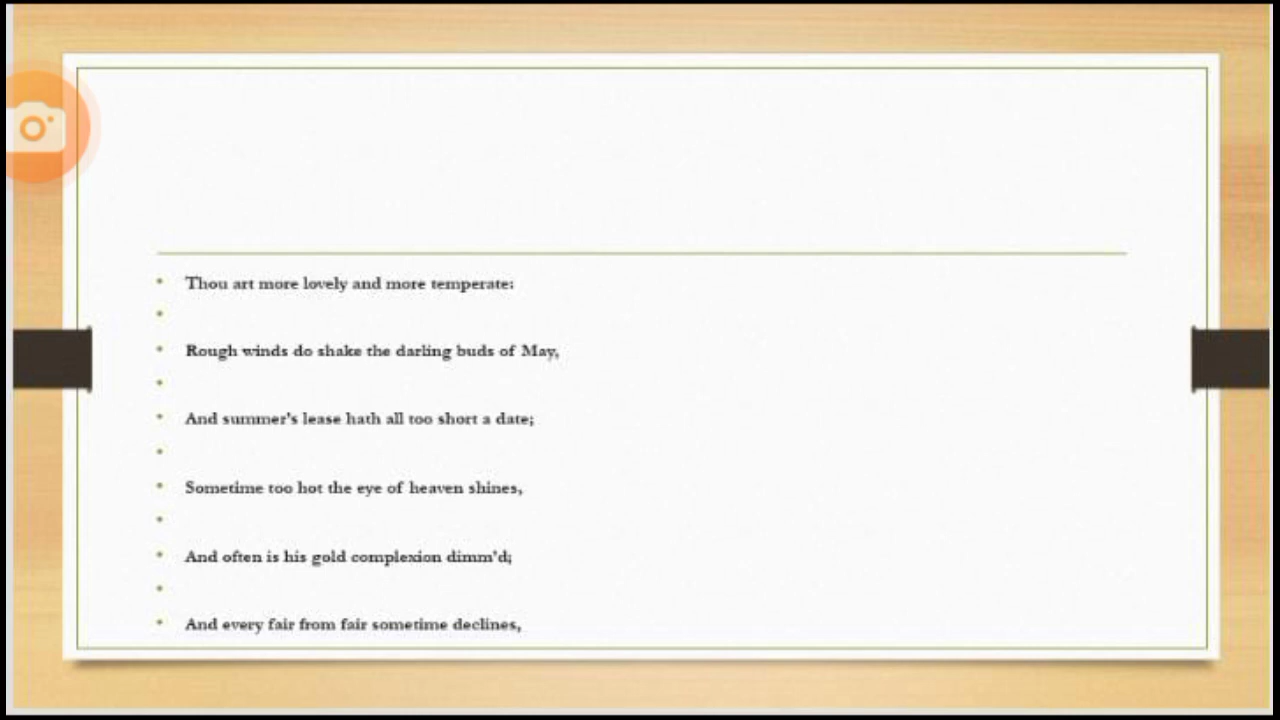 Thou art more lovely and more temperate:
Rough winds do shake the darling buds of May,
And summer's lease hath all too short a date;
Sometime too hot the eye of heaven shines,
And often is his gold complexion dimm'd;
And every fair from fair sometime declines,